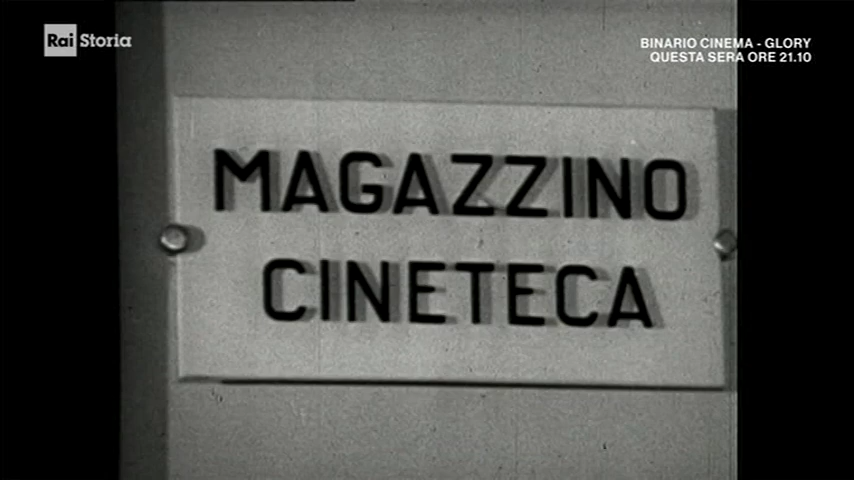 Rai Storia
BINARIO CINEMA - GLORY
QUESTA SERA ORE 21.10
MAGAZZINO
CINETECA